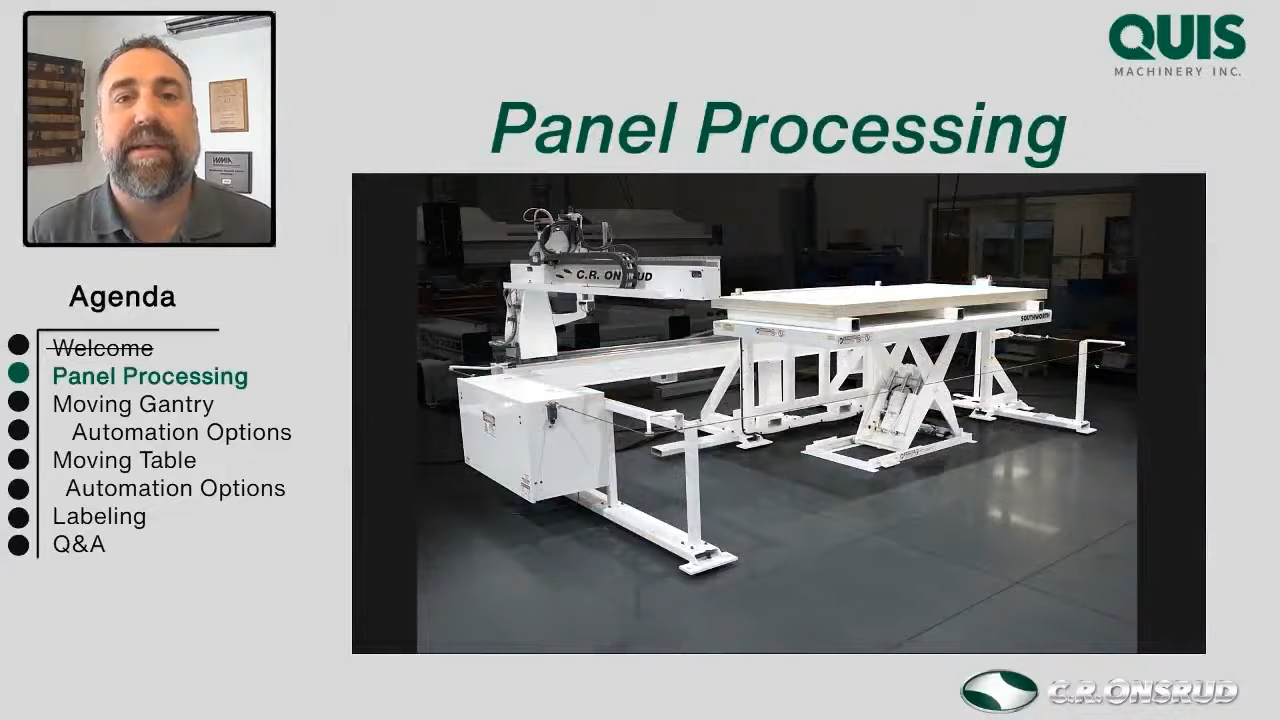 QUIS
MACHINERY INC.
Panel Processing
WMIA
C.R. ONSRUD
SOUTHWORTH
Agenda
Welcome
Panel Processing
Moving Gantry
Automation Options
Moving Table
Automation Options
Labeling
Q&A
C.R. ONSRUD